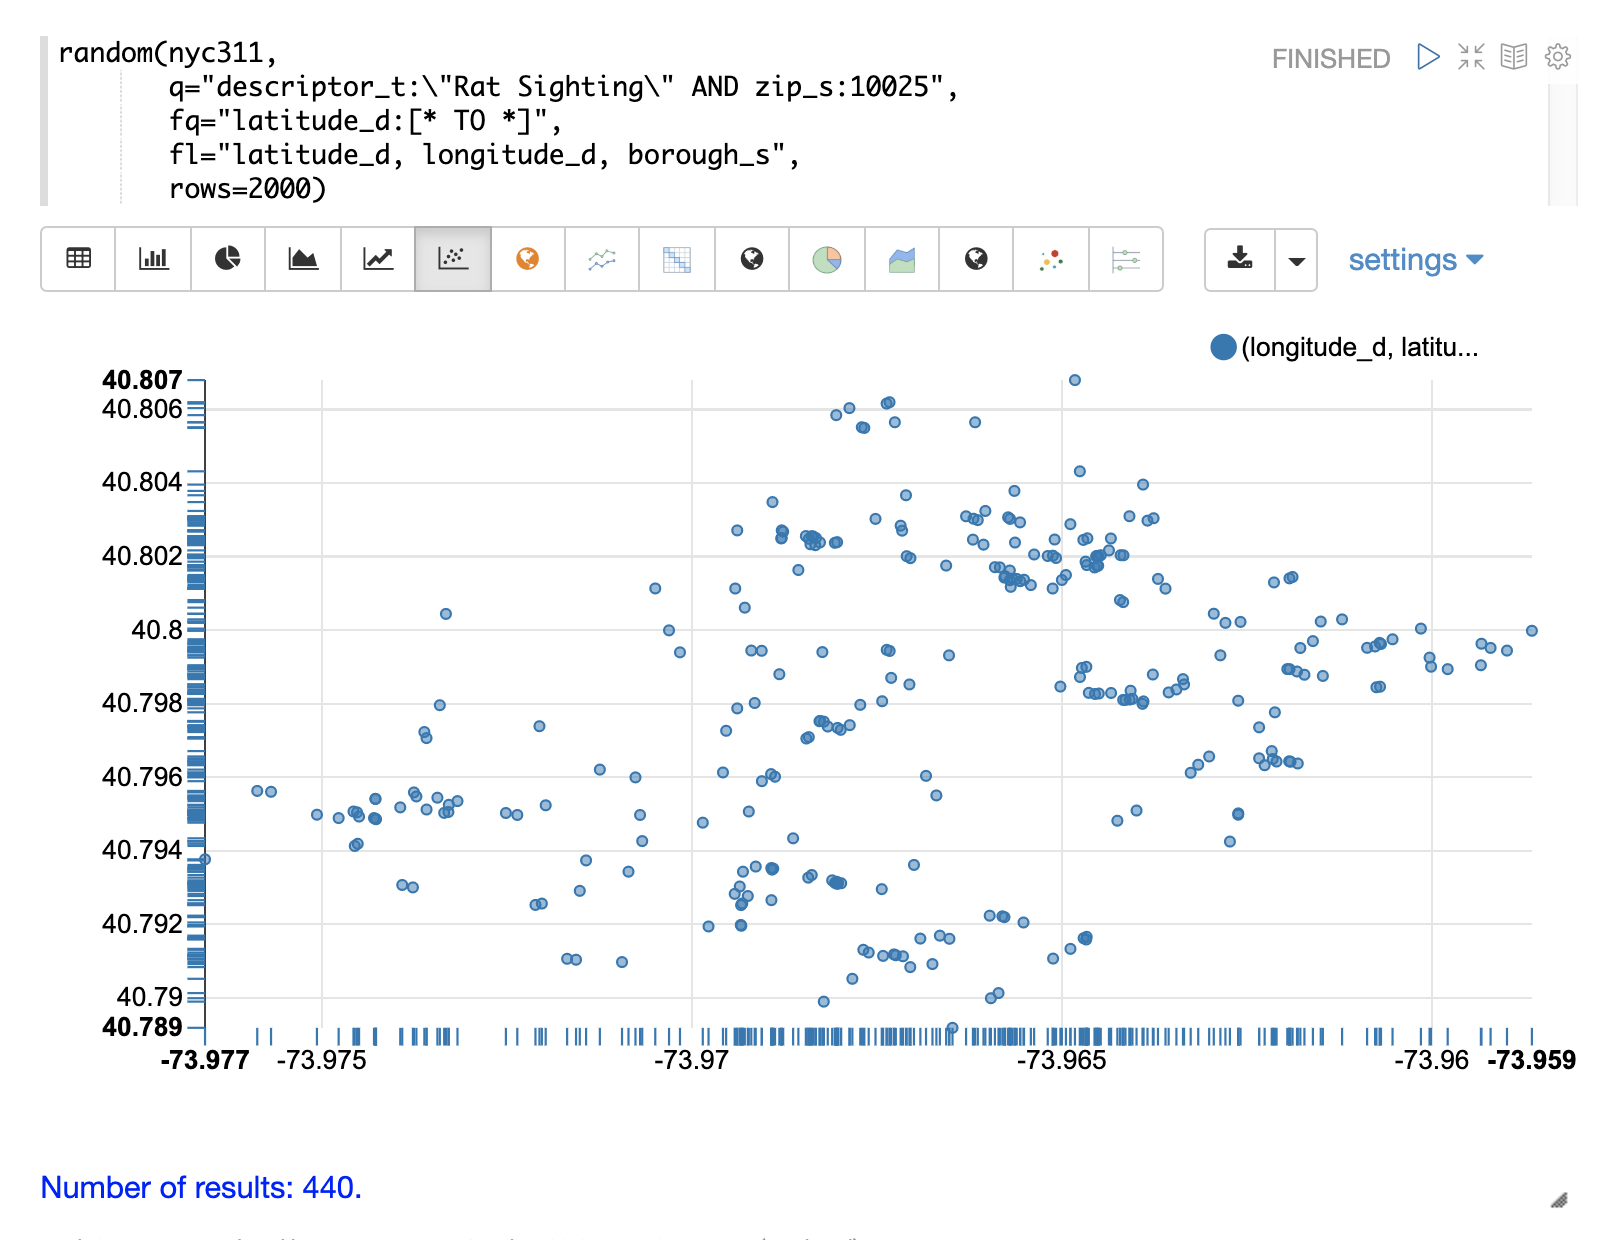 random(nyc311,
q="descriptor_t:\"Rat Sighting\" AND zip_s:10025",
fq="latitude_d:[* TO *]",
fl="latitude_d, longitude_d, borough_s",
rows=2000)
FINISHED
settings
(longitude_d, latitu...
40.807
40.806
40.804
40.802
40.8
40.798
40.796
40.794
40.792
40.79
40.789
-73.977 -73.975 -73.97 -73.965 -73.96 -73.959
Number of results: 440.